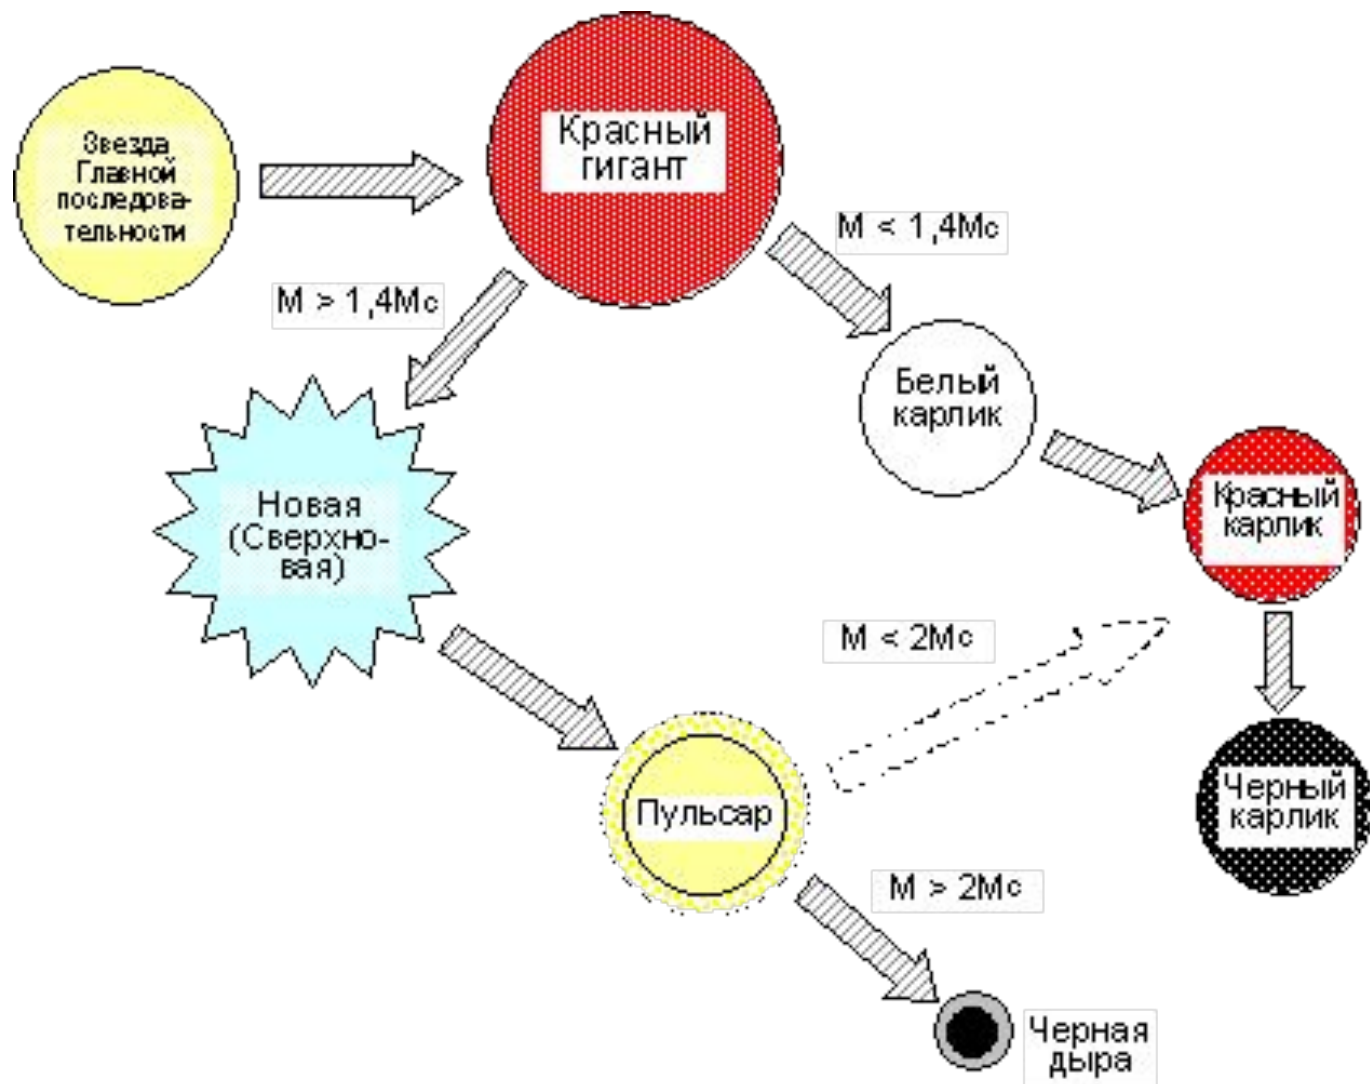 Звезда
Главной
последова-
тельности
Красный
гигант
M < 1,4Mc
M > 1,4Mc
Белый
карлик
Новая
(Сверхно-
вая)
Красный
карлик
M < 2Mc
Пульсар
Черный
карлик
M > 2Mc
Черная
дыра